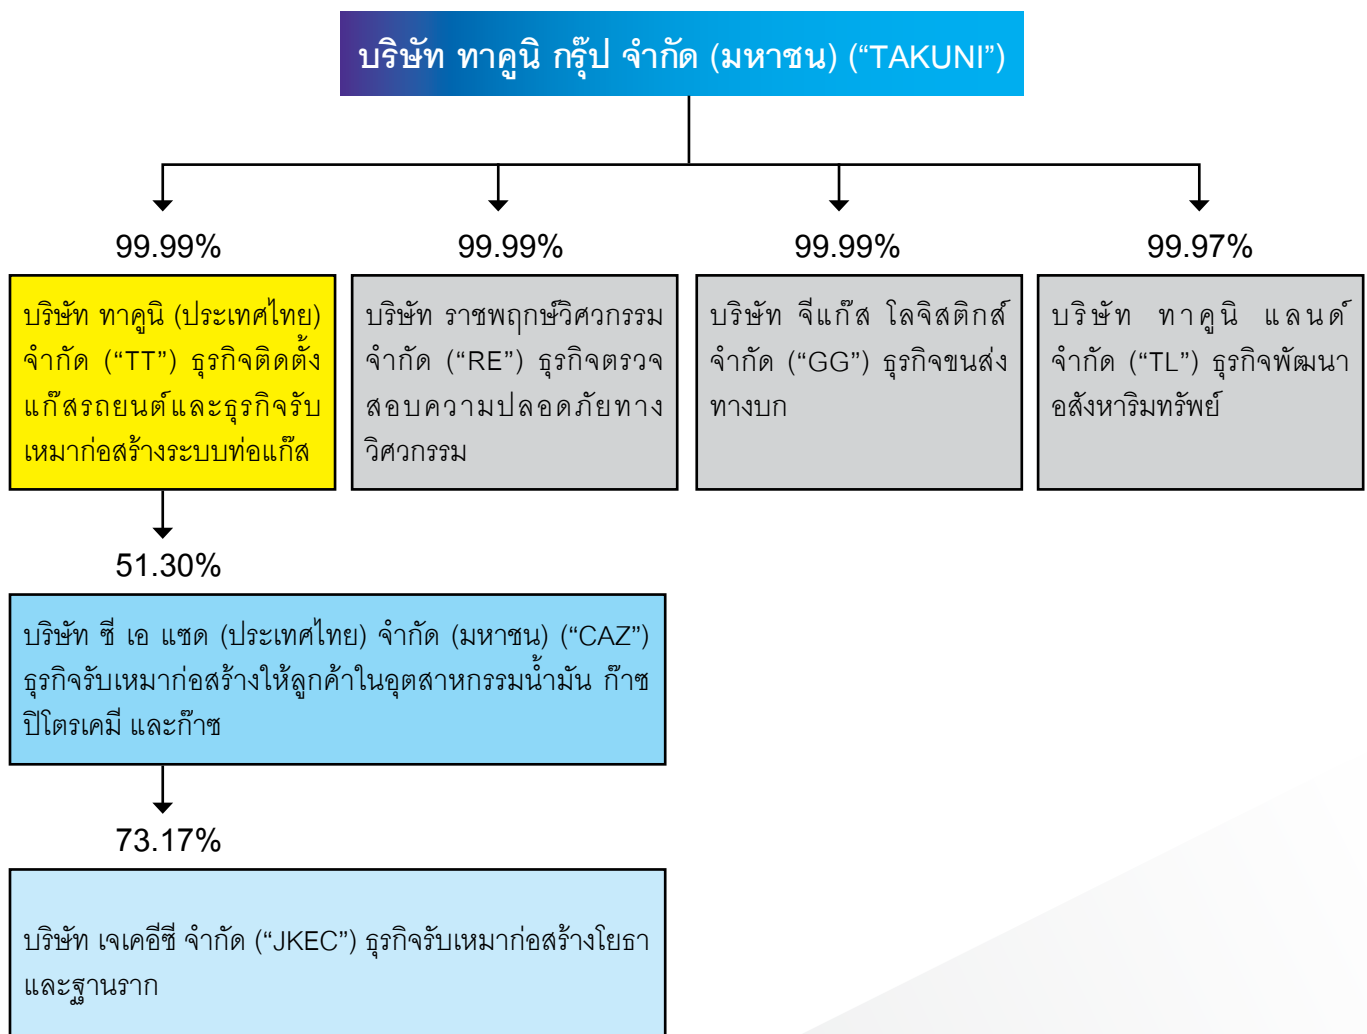 บริษัท ทาคูนิ กรุ๊ป จำกัด (มหาชน) (“TAKUNI”)
99.99%
99.99%
99.99%
99.97%
บริษัท ทาคูนิ (ประเทศไทย)
จำกัด (“TT”) ธุรกิจติดตั้ง
แก๊สรถยนต์และธุรกิจรับ
เหมาก่อสร้างระบบท่อแก๊ส
บริษัท ราชพฤกษ์วิศวกรรม
จำกัด (“RE”) ธุรกิจตรวจ
สอบความปลอดภัยทาง
วิศวกรรม
บริษัท จีแก๊ส โลจิสติกส์
จำกัด (“GG”) ธุรกิจขนส่ง
ทางบก
บริษัท ทาคูนิ แลนด์
จำกัด (“TL”) ธุรกิจพัฒนา
อสังหาริมทรัพย์
51.30%
บริษัท ซี เอ แซด (ประเทศไทย) จำกัด (มหาชน) (“CAZ”)
ธุรกิจรับเหมาก่อสร้างให้ลูกค้าในอุตสาหกรรมน้ำมัน ก๊าซ
ปิโตรเคมี และก๊าซ
73.17%
บริษัท เจเคอีซี จำกัด (“JKEC”) ธุรกิจรับเหมาก่อสร้างโยธา
และฐานราก